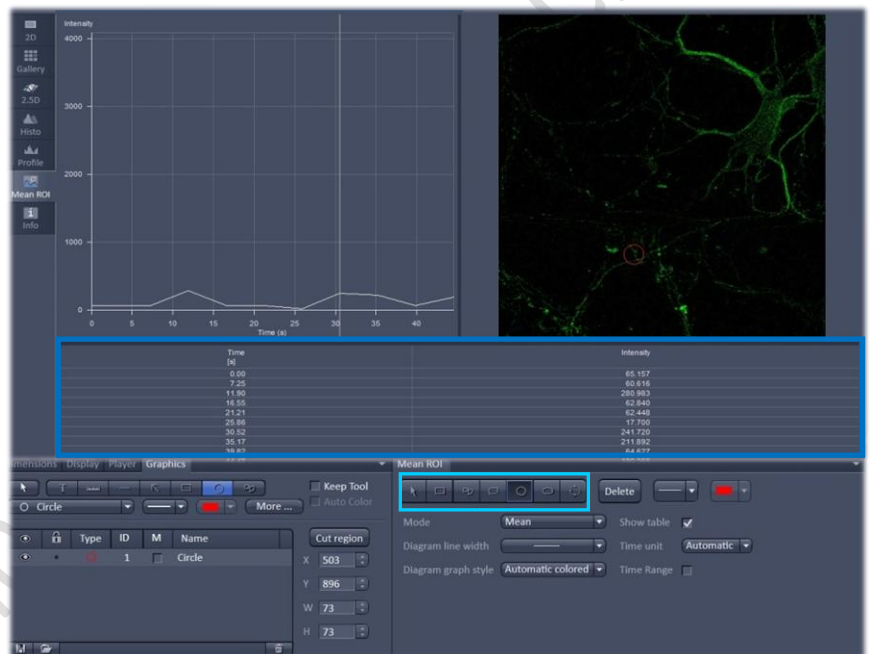 2D
Gallery
2.5D
Histo
Profile
Mean ROI
Info
Intensity
4000
3000
2000
1000
0
0 5 10 15 20 25 30 35 40
Time (s)
Time Intensity
[s]
0.00 65.157
7.25 60.616
11.90 280.983
16.55 62.840
21.21 62.448
25.86 17.700
30.52 241.720
35.17 211.892
39.82 64.677
Dimensions Display Player Graphics
T Keep Tool
Circle More ... Auto Color
Type ID M Name Cut region
1 Circle X 503
Y 896
W 73
H 73
Mean ROI
Delete
Mode Mean Show table
Diagram line width Time unit Automatic
Diagram graph style Automatic colored Time Range